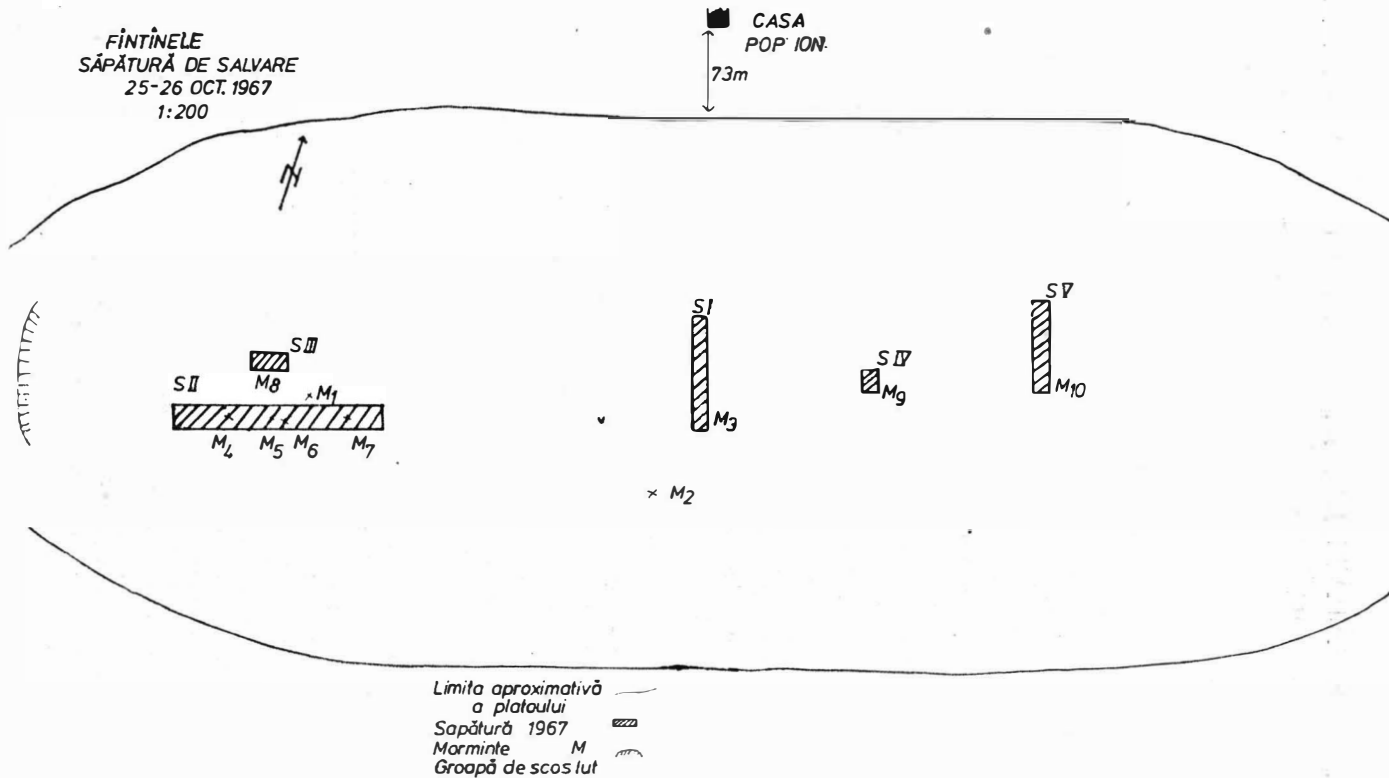 FÎNTÎNELE
SĂPĂTURĂ DE SALVARE
25-26 OCT. 1967
1:200
CASA
POP ION.
73m
N
S I
S V
S III
S IV
S II
M8
M1
M9
M10
M3
M4 M5 M6 M7
M2
Limita aproximativă
a platoului
Sapătură 1967
Morminte M
Groapă de scos lut